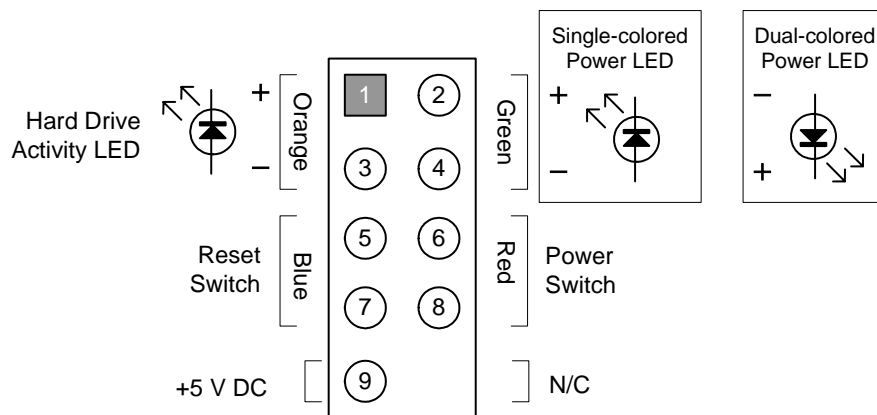 Single-colored
Power LED
Dual-colored
Power LED
Hard Drive
Activity LED
+
−
Orange
1
2
3
4
Green
+
−
−
+
Reset
Switch
Blue
5
6
7
8
Red
Power
Switch
+5 V DC
9
N/C